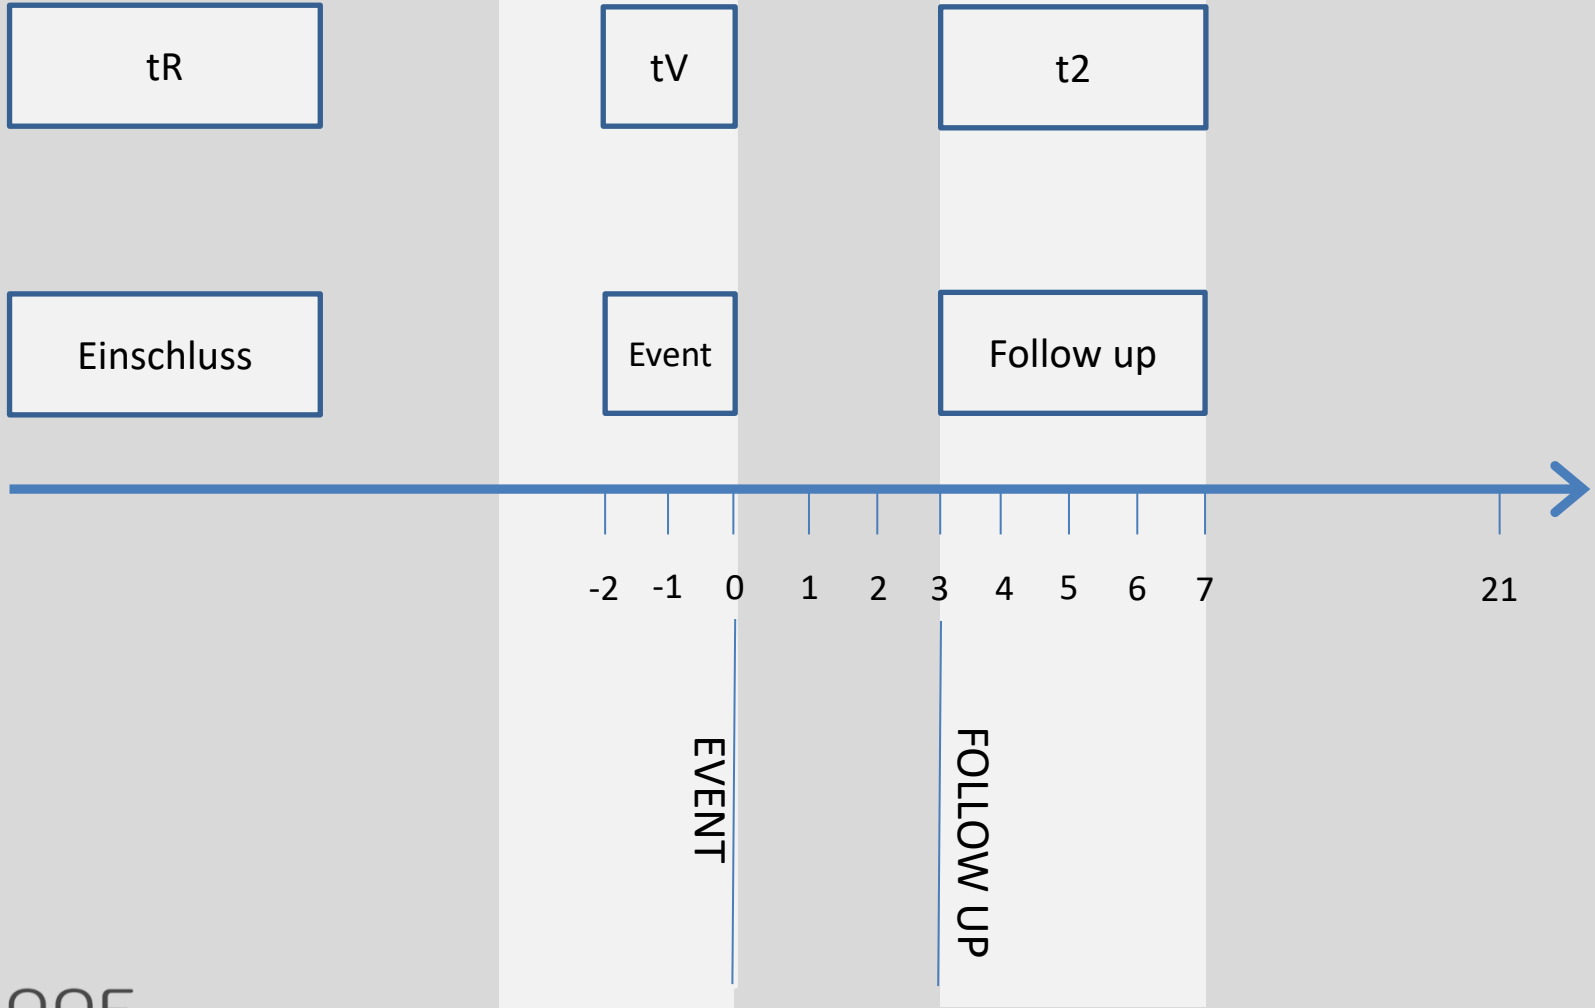 tR
tV
t2
Einschluss
Event
Follow up
-2 -1 0 1 2 3 4 5 6 7 21
EVENT
FOLLOW UP